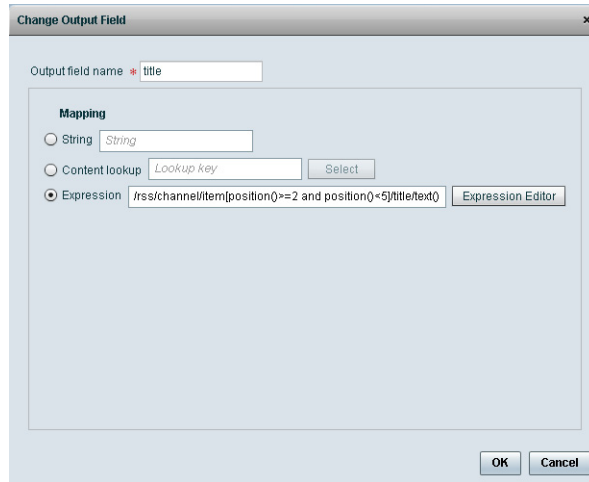 Change Output Field ×
Output field name * title
Mapping
String String
Content lookup Lookup key Select
Expression /rss/channel/item[position()>=2 and position()<5]/title/text() Expression Editor
OK Cancel